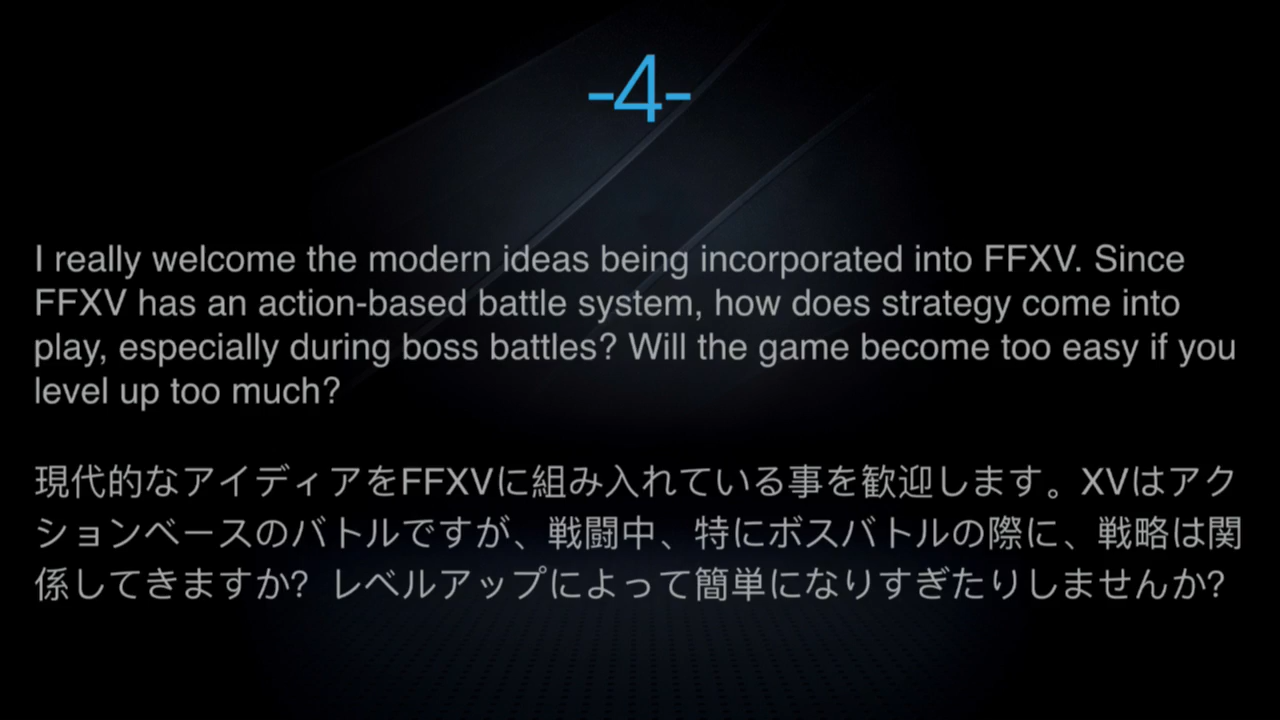 -4-
I really welcome the modern ideas being incorporated into FFXV. Since
FFXV has an action-based battle system, how does strategy come into
play, especially during boss battles? Will the game become too easy if you
level up too much?
現代的なアイディアをFFXVに組み入れている事を歓迎します。XVはアク
ションベースのバトルですが、戦闘中、特にボスバトルの際に、戦略は関
係してきますか? レベルアップによって簡単になりすぎたりしませんか?